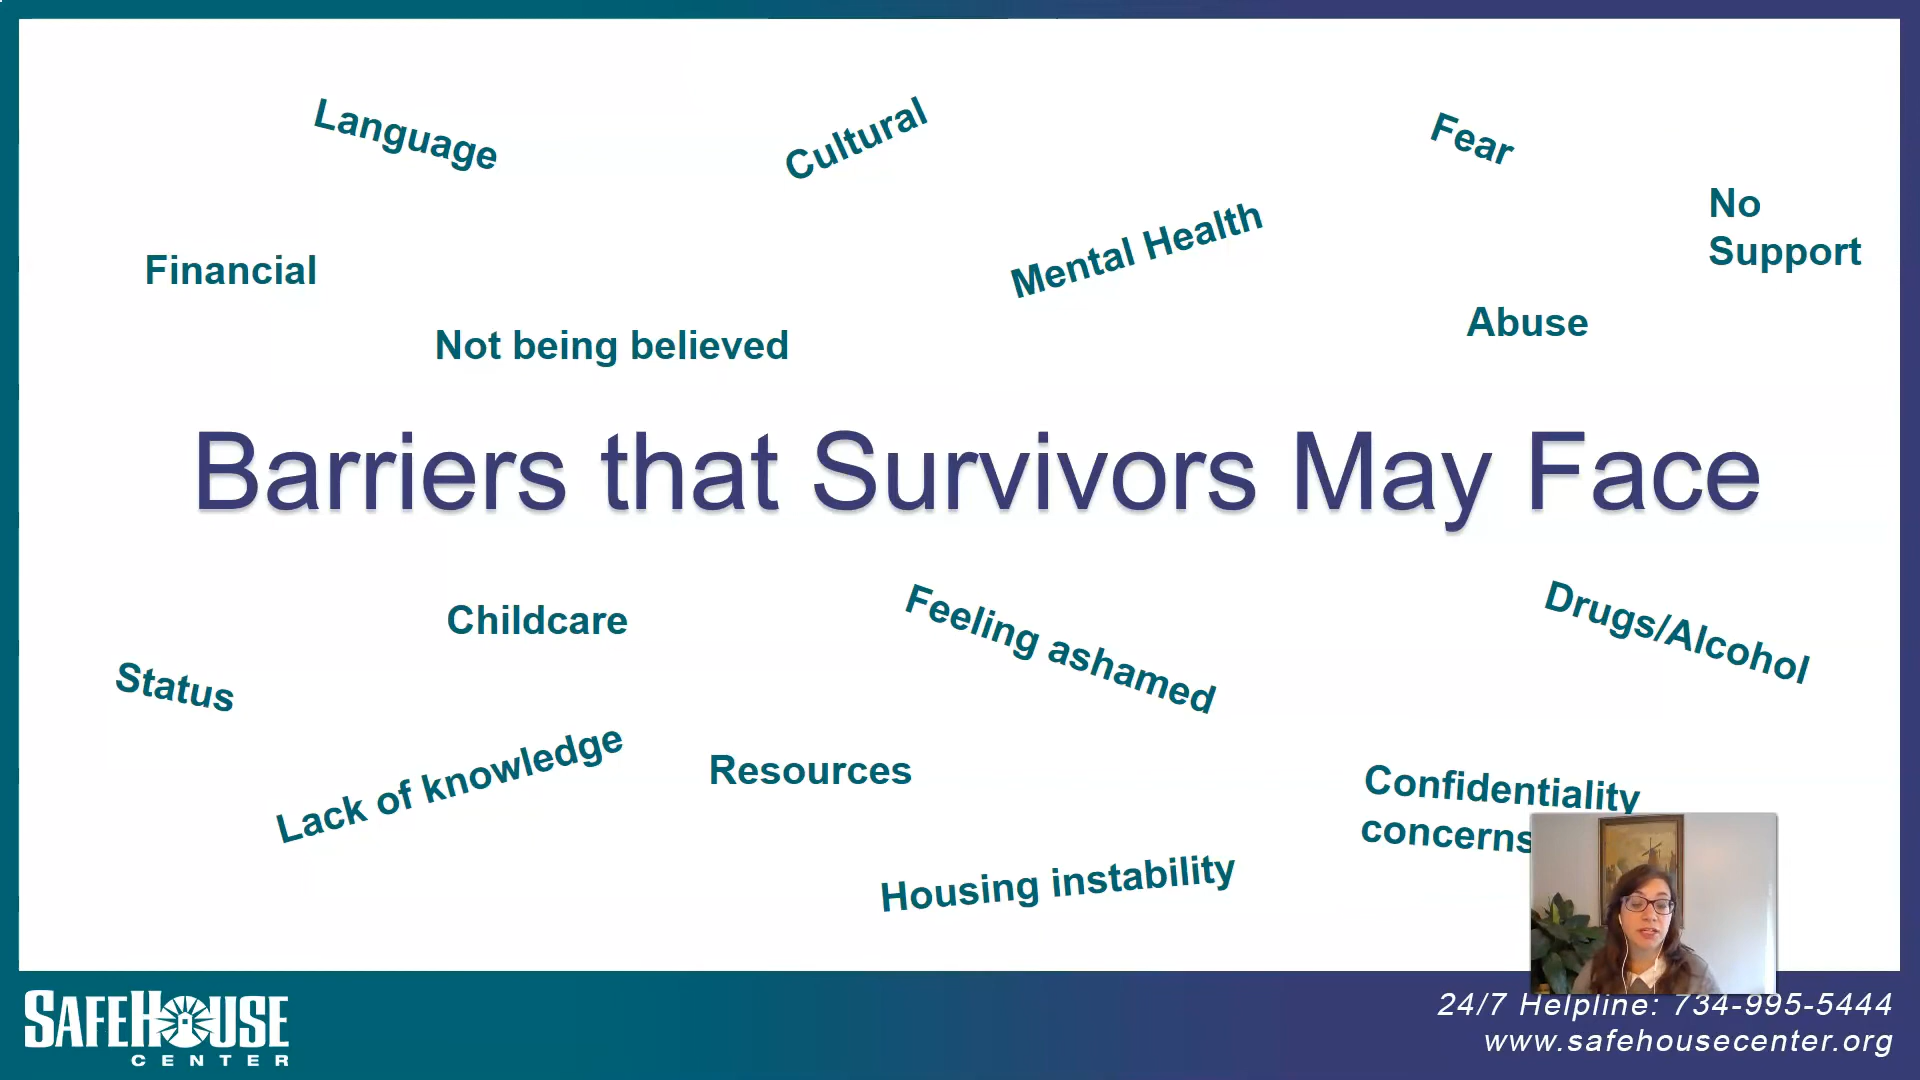 Language
Cultural
Fear
No
Support
Mental Health
Financial
Abuse
Not being believed
Barriers that Survivors May Face
Childcare
Feeling ashamed
Drugs/Alcohol
Status
Lack of knowledge
Resources
Confidentiality
concerns
Housing instability
SAFEHOUSE
CENTER
24/7 Helpline: 734-995-5444
www.safehousecenter.org